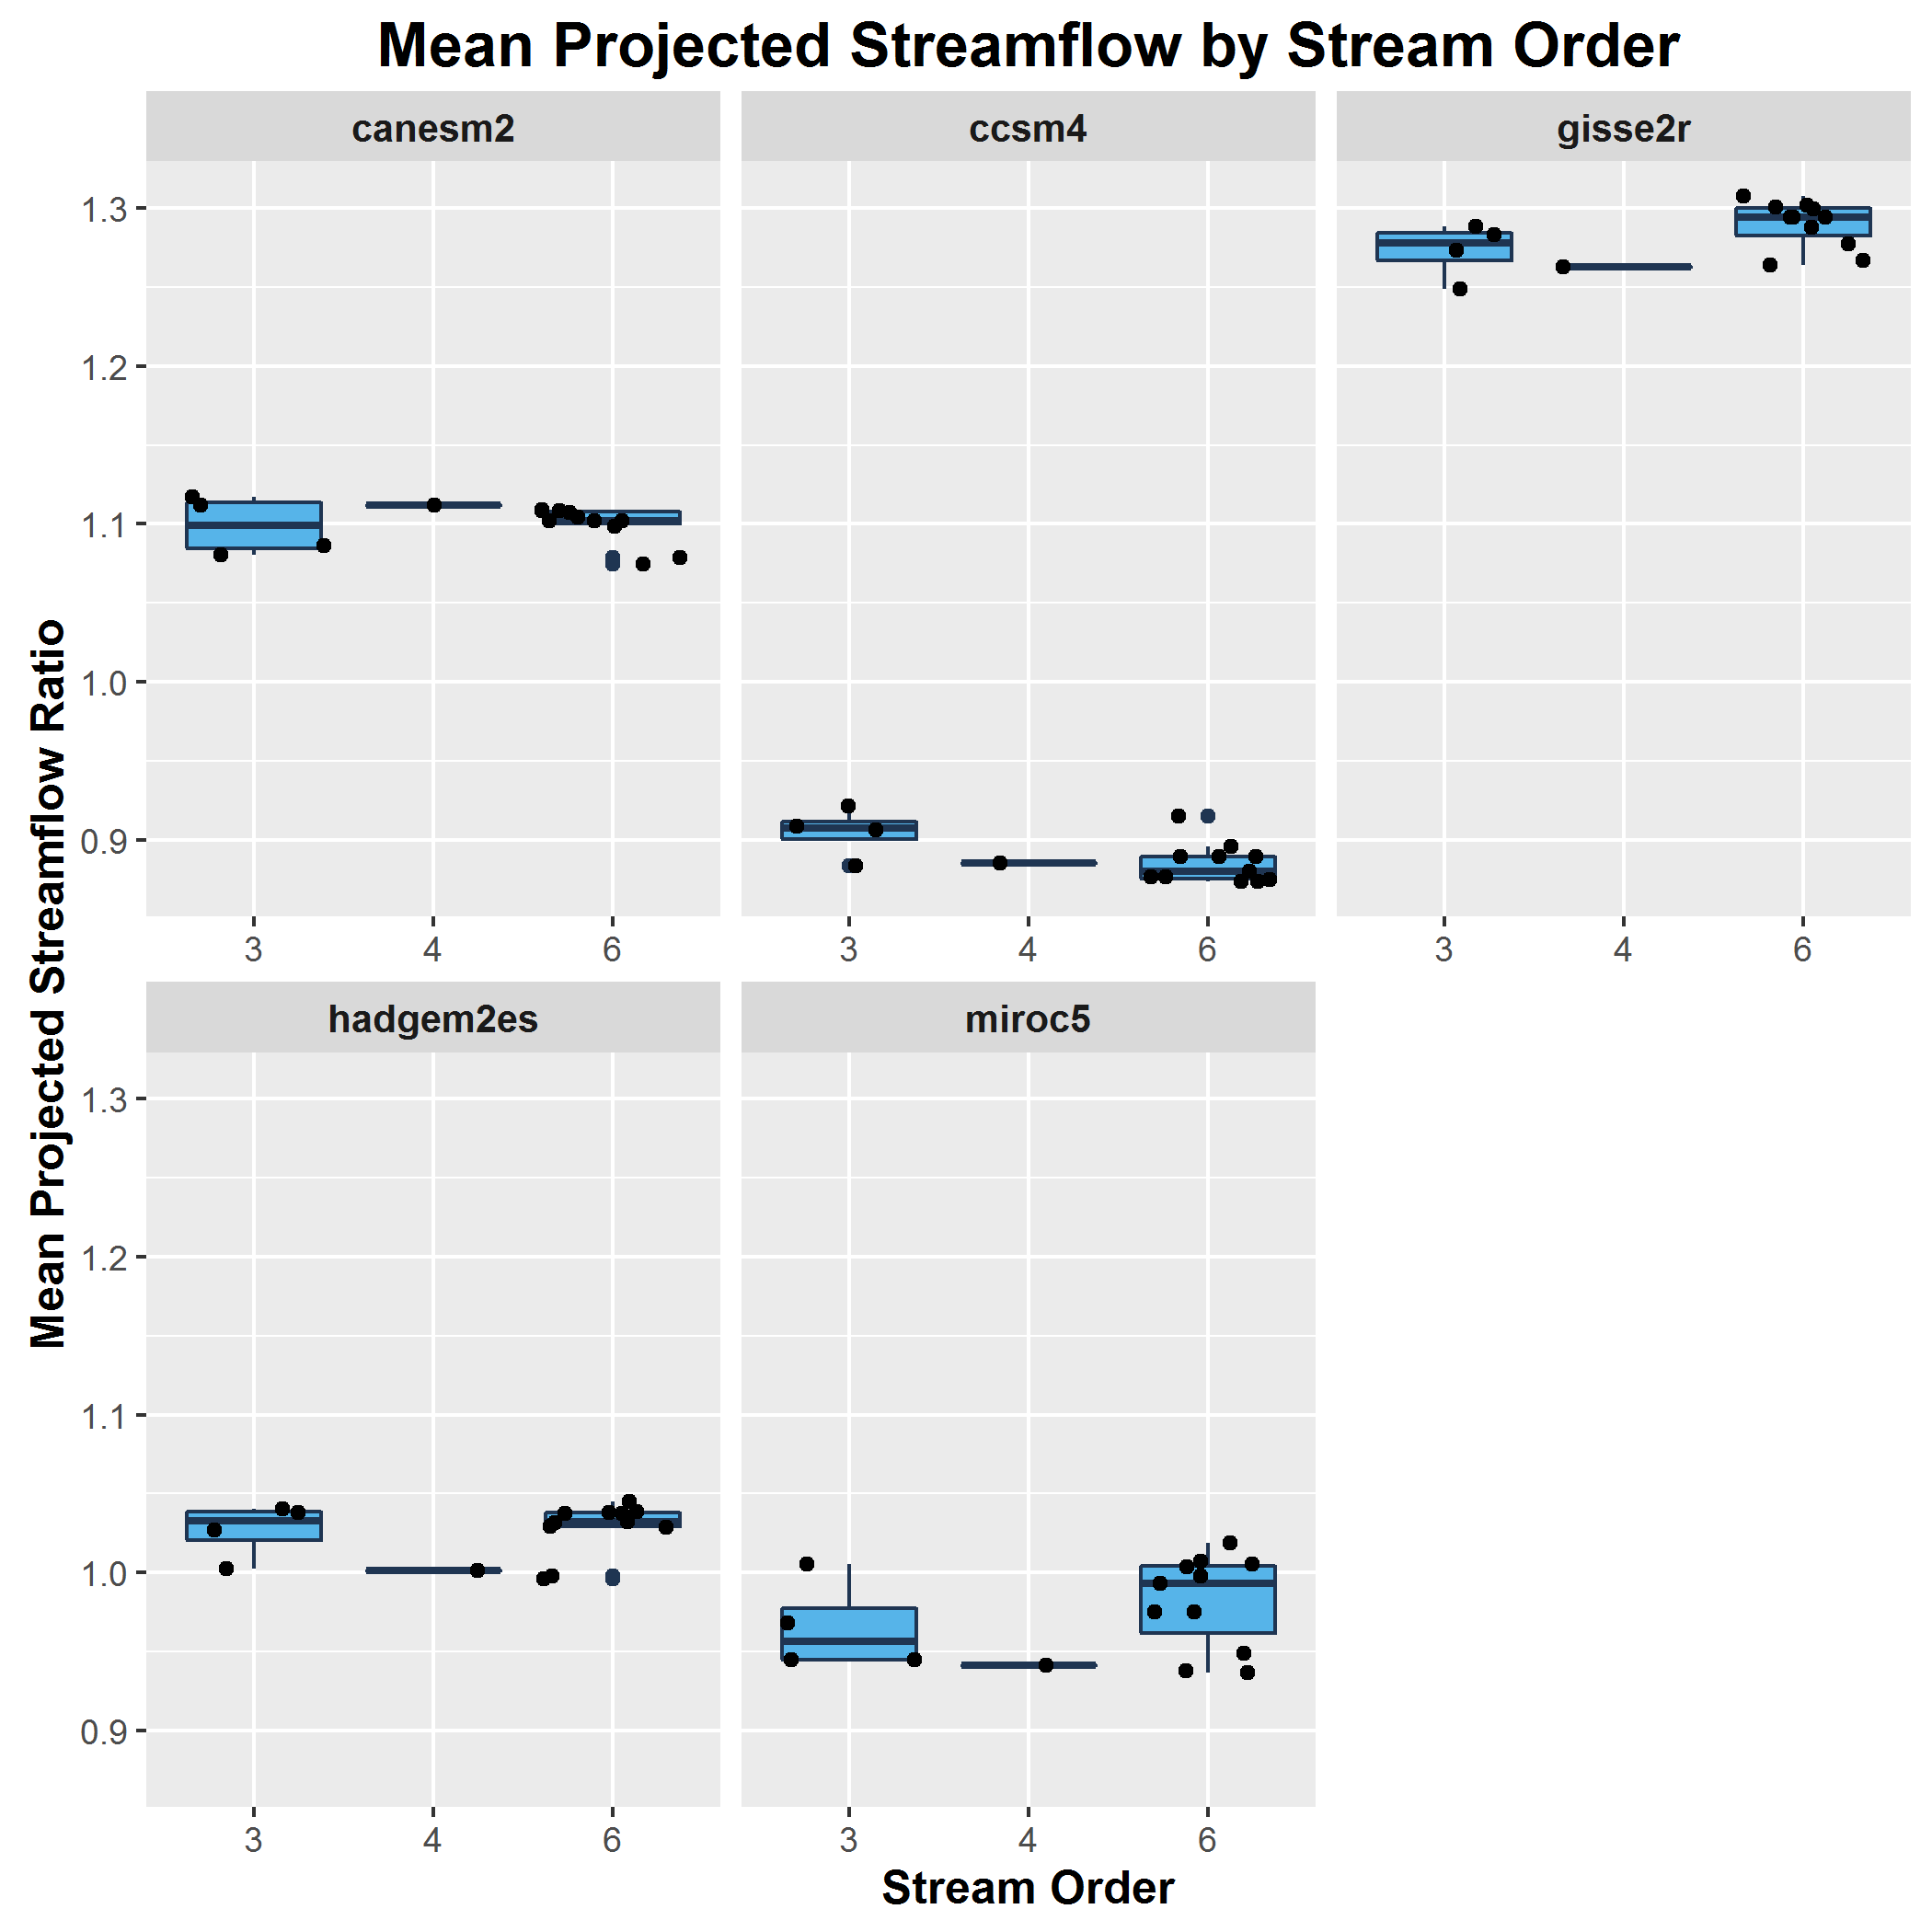 Mean Projected Streamflow by Stream Order
canesm2 ccsm4 gisse2r
1.3
1.2
1.1
1.0
0.9
3 4 6 3 4 6 3 4 6
Mean Projected Streamflow Ratio
hadgem2es miroc5
1.3
1.2
1.1
1.0
0.9
3 4 6 3 4 6
Stream Order